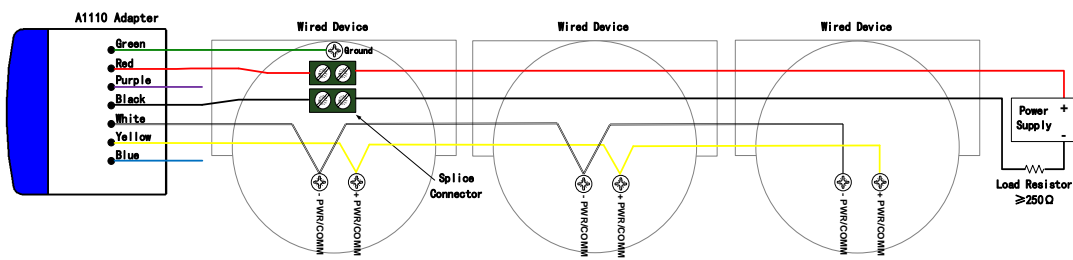 A1110 Adapter
Wired Device
Wired Device
Wired Device
Green
Ground
Red
Purple
Black
White
Yellow
Blue
Splice
Connector
Power
Supply
+
-
Load Resistor
≥250Ω
- PWR/COMM
+ PWR/COMM
- PWR/COMM
+ PWR/COMM
- PWR/COMM
+ PWR/COMM